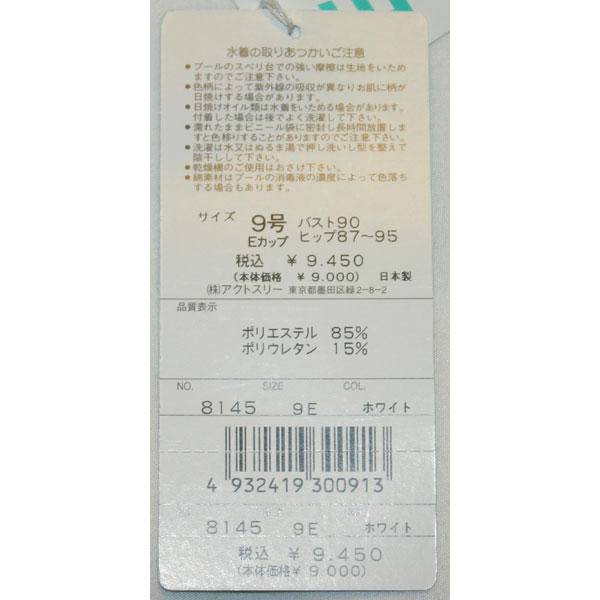 水着の取りあつかいご注意
●プールのスベリ台での強い摩擦は生地をいため
ますのでご注意下さい。
●色柄によって紫外線の吸収が異なりお肌に柄が
日焼けする場合があります。
●日焼けオイル類は水着をいためる場合があります。
付着した場合は後でよく洗濯して下さい。
●濡れたままビニール袋に密封し長時間放置しま
すと色移りすることがありますのでご注意下さい。
●洗濯は水又はぬるま湯で押し洗いし型を整えて
陰干しして下さい。
●乾燥機のご使用はおさけ下さい。
●綿素材はプールの消毒液の濃度によって色落ち
する場合もあります。
サイズ 9号 バスト90
Eカップ ヒップ87〜95
税込 ¥ 9.450
(本体価格 ¥ 9.000) 日本製
(株)アクトスリー 東京都墨田区緑2-8-2
品質表示
ポリエステル 85%
ポリウレタン 15%
NO. SIZE COL.
8145 9E ホワイト
4 932419 300913
8145 9E ホワイト
税込 ¥ 9.450
(本体価格¥ 9.000)